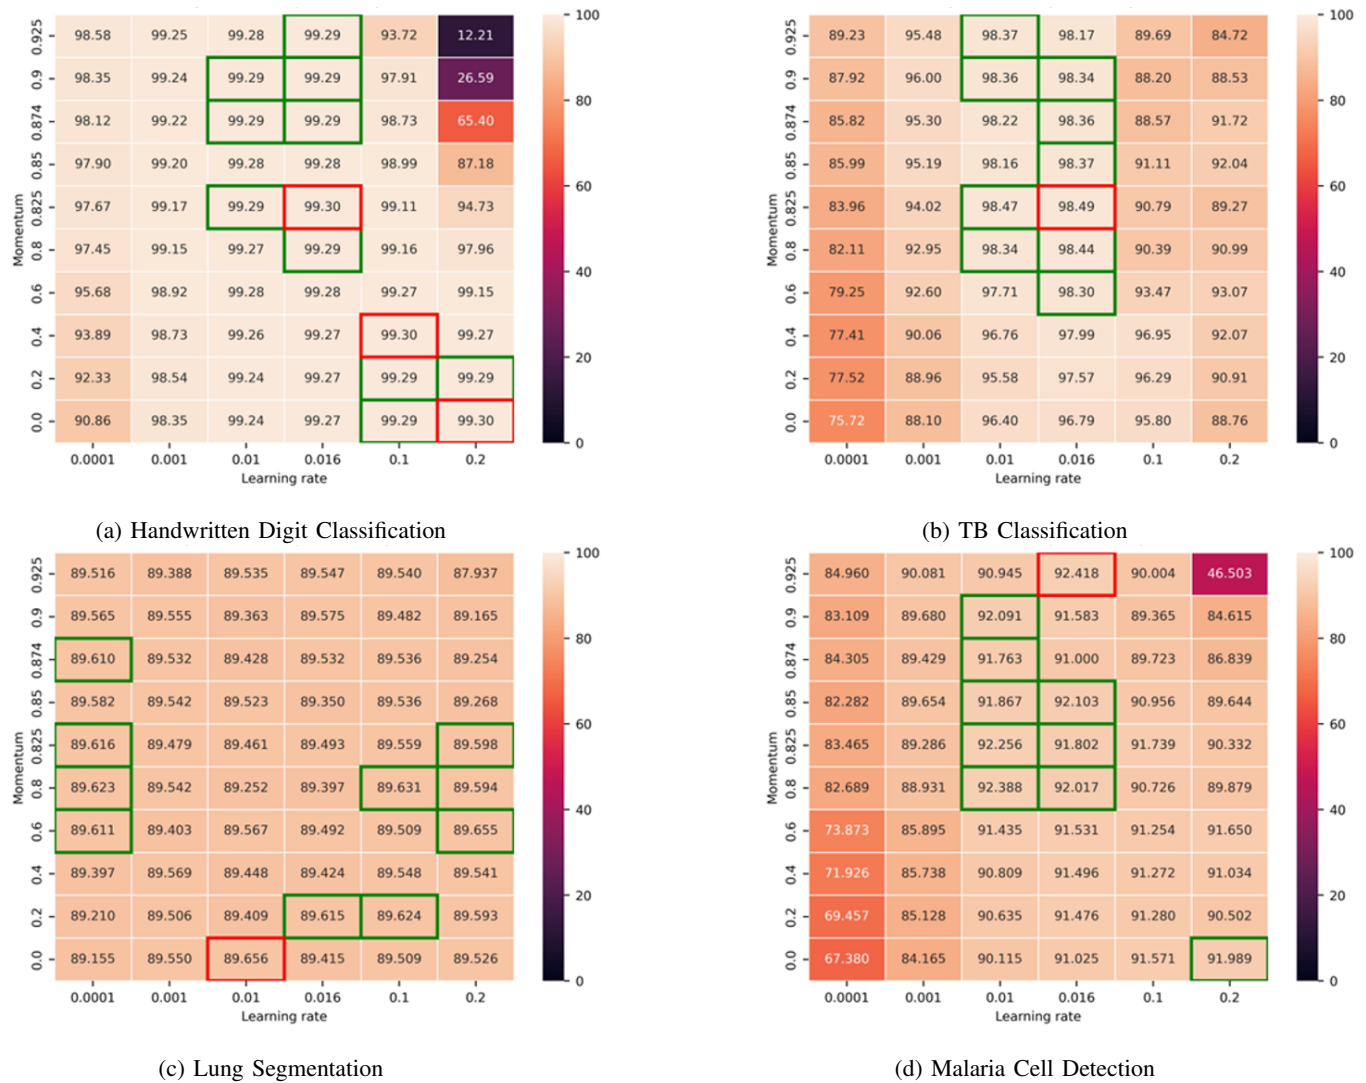 0.925 98.58 99.25 99.28 99.29 93.72 12.21 100
0.9 98.35 99.24 99.29 99.29 97.91 26.59
0.874 98.12 99.22 99.29 99.29 98.73 65.40 80
0.85 97.90 99.20 99.28 99.28 98.99 87.18
0.825 97.67 99.17 99.29 99.30 99.11 94.73 60
Momentum
0.8 97.45 99.15 99.27 99.29 99.16 97.96 40
0.6 95.68 98.92 99.28 99.28 99.27 99.15
0.4 93.89 98.73 99.26 99.27 99.30 99.27
0.2 92.33 98.54 99.24 99.27 99.29 99.29 20
0.0 90.86 98.35 99.24 99.27 99.29 99.30 0
0.0001 0.001 0.01 0.016 0.1 0.2
Learning rate
(a) Handwritten Digit Classification
0.925 89.23 95.48 98.37 98.17 89.69 84.72 100
0.9 87.92 96.00 98.36 98.34 88.20 88.53
0.874 85.82 95.30 98.22 98.36 88.57 91.72 80
0.85 85.99 95.19 98.16 98.37 91.11 92.04
0.825 83.96 94.02 98.47 98.49 90.79 89.27 60
Momentum
0.8 82.11 92.95 98.34 98.44 90.39 90.99 40
0.6 79.25 92.60 97.71 98.30 93.47 93.07
0.4 77.41 90.06 96.76 97.99 96.95 92.07
0.2 77.52 88.96 95.58 97.57 96.29 90.91 20
0.0 75.72 88.10 96.40 96.79 95.80 88.76 0
0.0001 0.001 0.01 0.016 0.1 0.2
Learning rate
(b) TB Classification
0.925 89.516 89.388 89.535 89.547 89.540 87.937 100
0.9 89.565 89.555 89.363 89.575 89.482 89.165
0.874 89.610 89.532 89.428 89.532 89.536 89.254 80
0.85 89.582 89.542 89.523 89.350 89.536 89.268
0.825 89.616 89.479 89.461 89.493 89.559 89.598 60
Momentum
0.8 89.623 89.542 89.252 89.397 89.631 89.594 40
0.6 89.611 89.403 89.567 89.492 89.509 89.655
0.4 89.397 89.569 89.448 89.424 89.548 89.541
0.2 89.210 89.506 89.409 89.615 89.624 89.593 20
0.0 89.155 89.550 89.656 89.415 89.509 89.526 0
0.0001 0.001 0.01 0.016 0.1 0.2
Learning rate
(c) Lung Segmentation
0.925 84.960 90.081 90.945 92.418 90.004 46.503 100
0.9 83.109 89.680 92.091 91.583 89.365 84.615
0.874 84.305 89.429 91.763 91.000 89.723 86.839 80
0.85 82.282 89.654 91.867 92.103 90.956 89.644
0.825 83.465 89.286 92.256 91.802 91.739 90.332 60
Momentum
0.8 82.689 88.931 92.388 92.017 90.726 89.879 40
0.6 73.873 85.895 91.435 91.531 91.254 91.650
0.4 71.926 85.738 90.809 91.496 91.272 91.034
0.2 69.457 85.128 90.635 91.476 91.280 90.502 20
0.0 67.380 84.165 90.115 91.025 91.571 91.989 0
0.0001 0.001 0.01 0.016 0.1 0.2
Learning rate
(d) Malaria Cell Detection